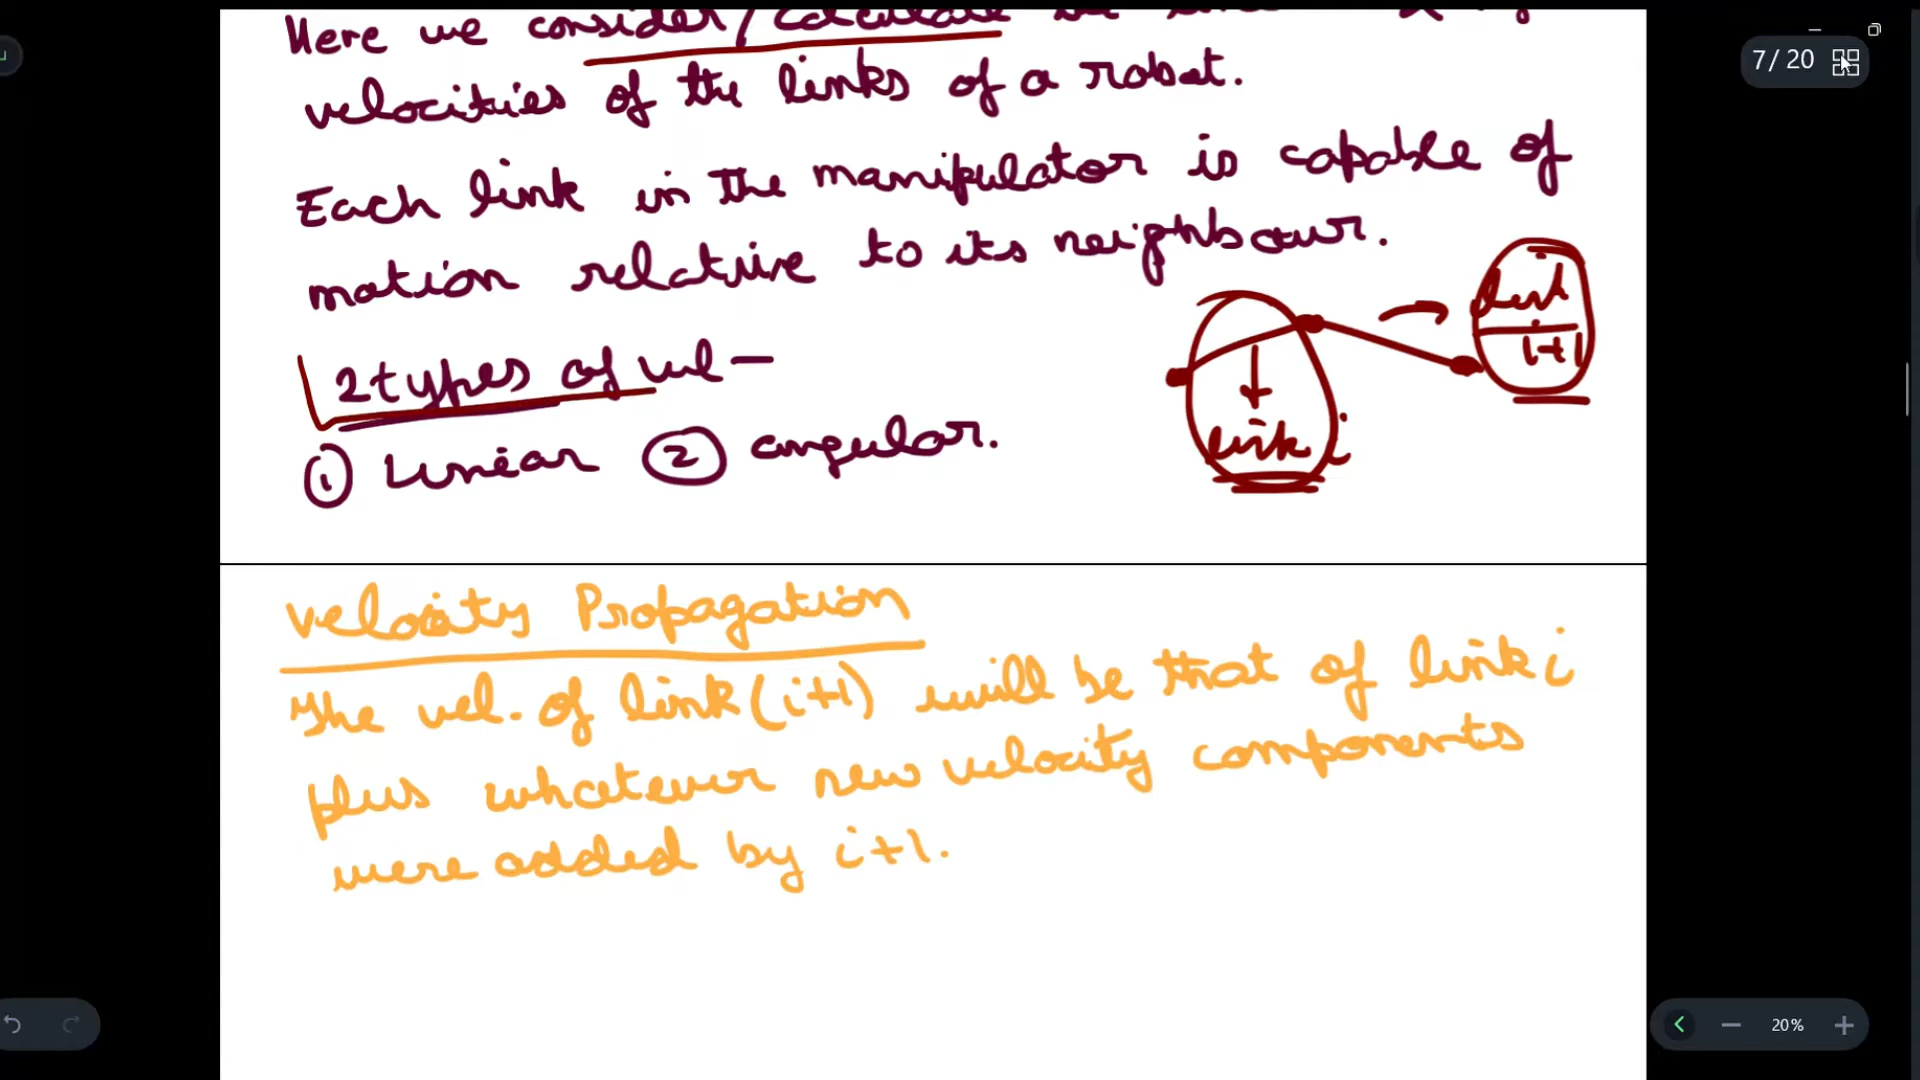 Here we consider/calculate
velocities of the links of a robot.
Each link in the manipulator is capable of
motion relative to its neighbour.
2 types of vel —
① Linear ② angular.
link i
link i+1
Velocity Propagation
The vel. of link (i+1) will be that of link i
plus whatever new velocity components
were added by i+1.
7/ 20
20%